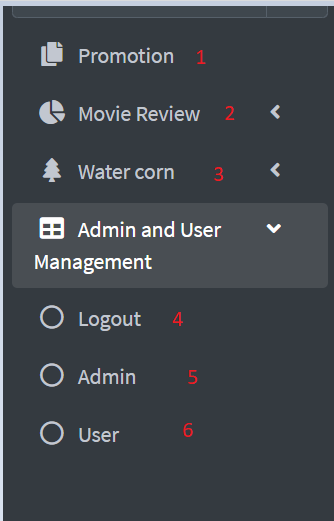 Promotion 1
Movie Review 2
Water corn 3
Admin and User
Management
Logout 4
Admin 5
User 6